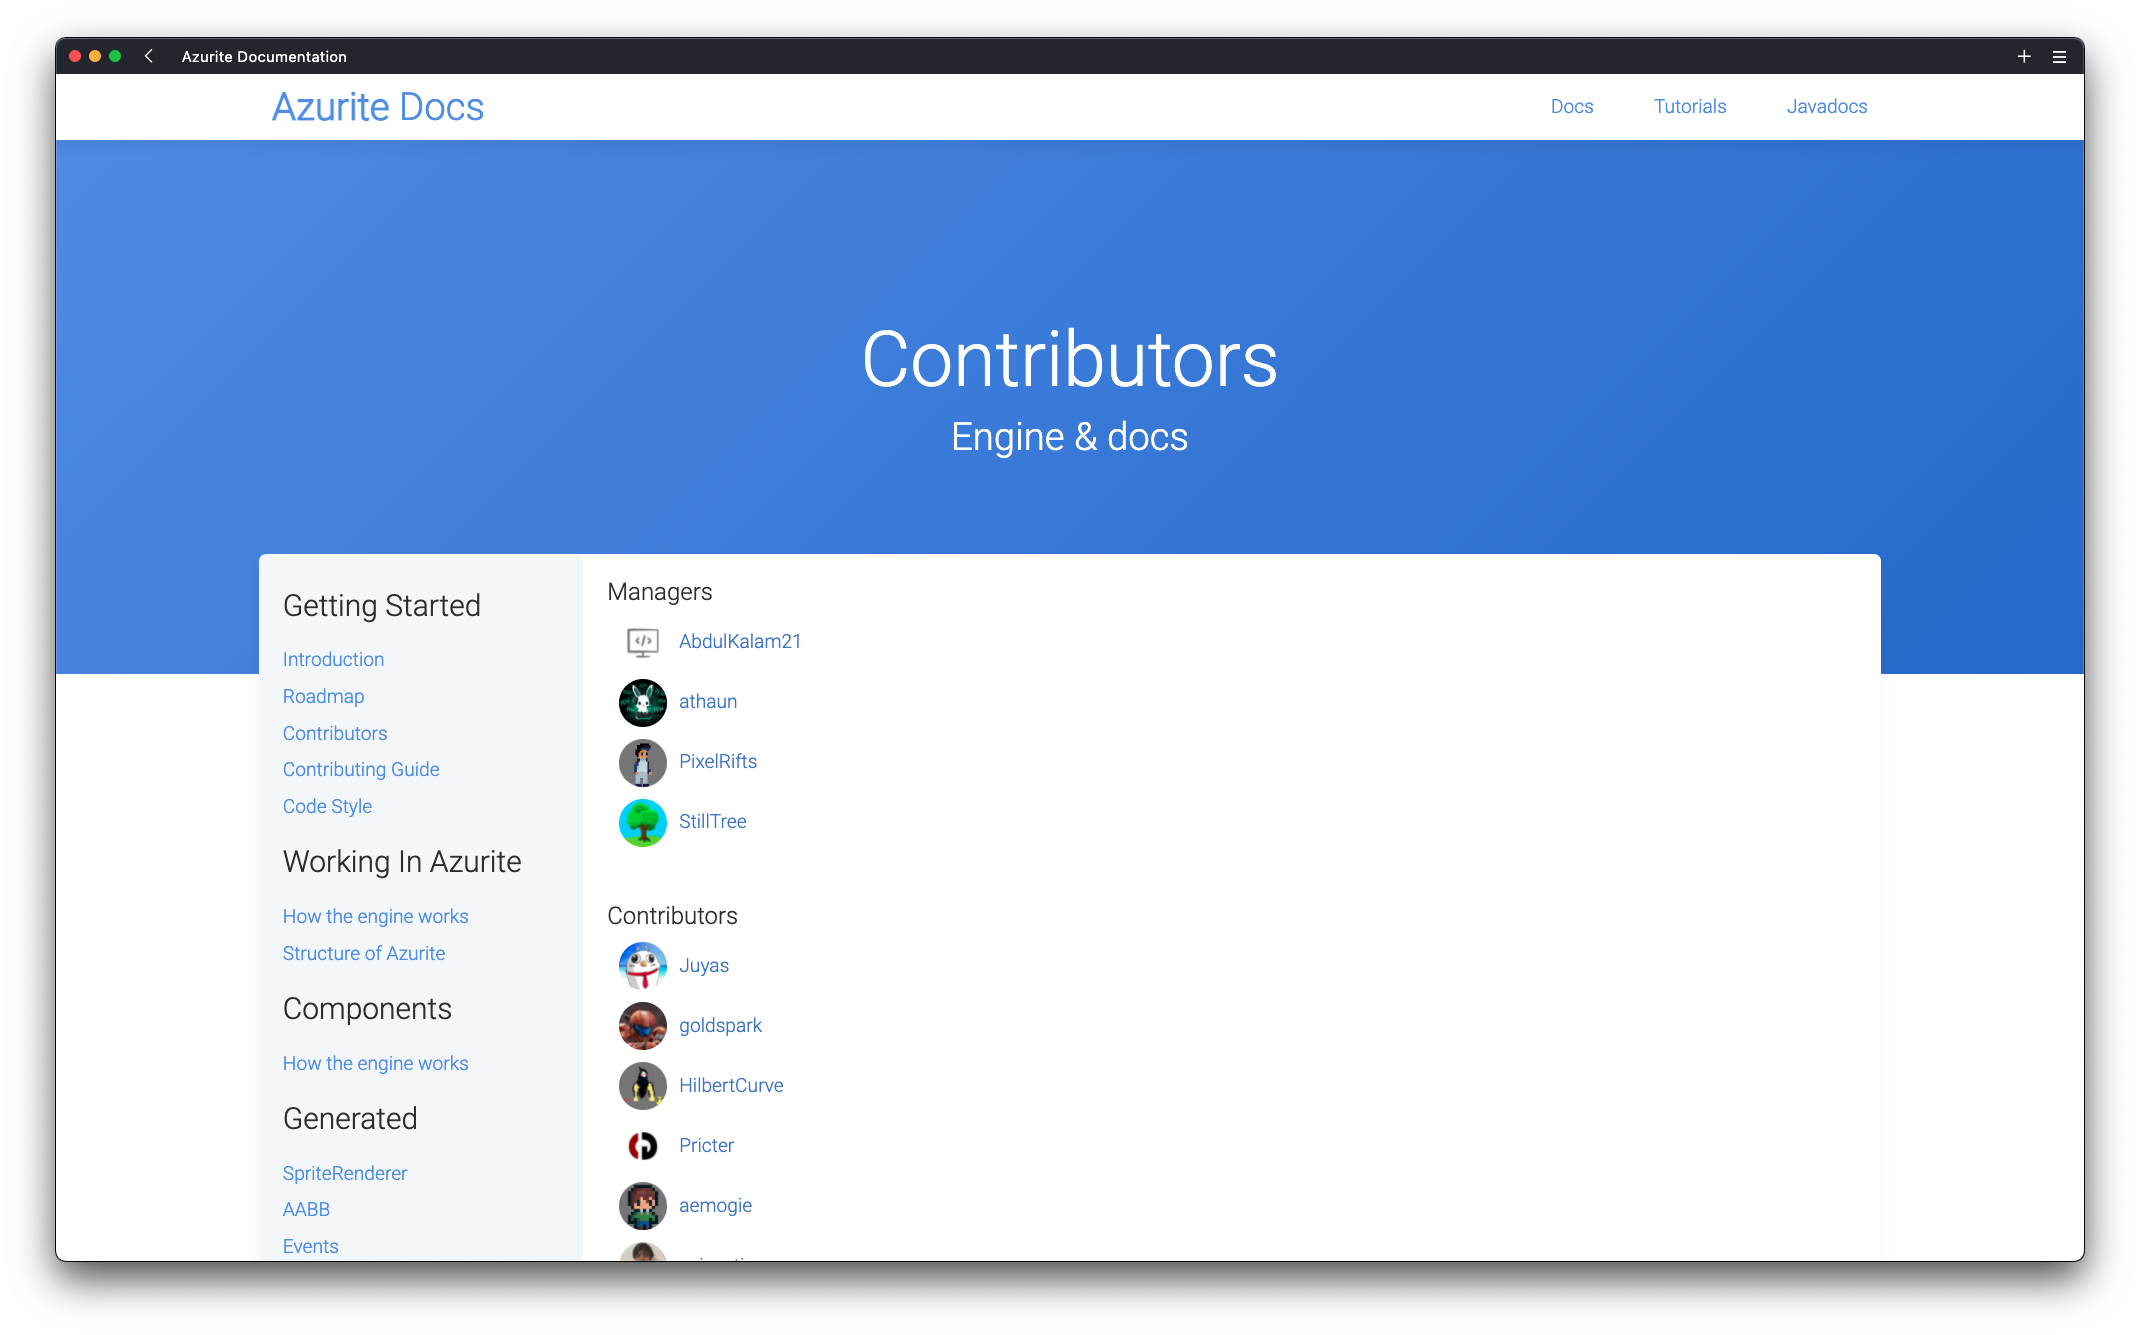 Azurite Documentation
Azurite Docs
Docs
Tutorials
Javadocs
Contributors
Engine & docs
Getting Started
Introduction
Roadmap
Contributors
Contributing Guide
Code Style
Working In Azurite
How the engine works
Structure of Azurite
Components
How the engine works
Generated
SpriteRenderer
AABB
Events
Managers
AbdulKalam21
athaun
PixelRifts
StillTree
Contributors
Juyas
goldspark
HilbertCurve
Pricter
aemogie